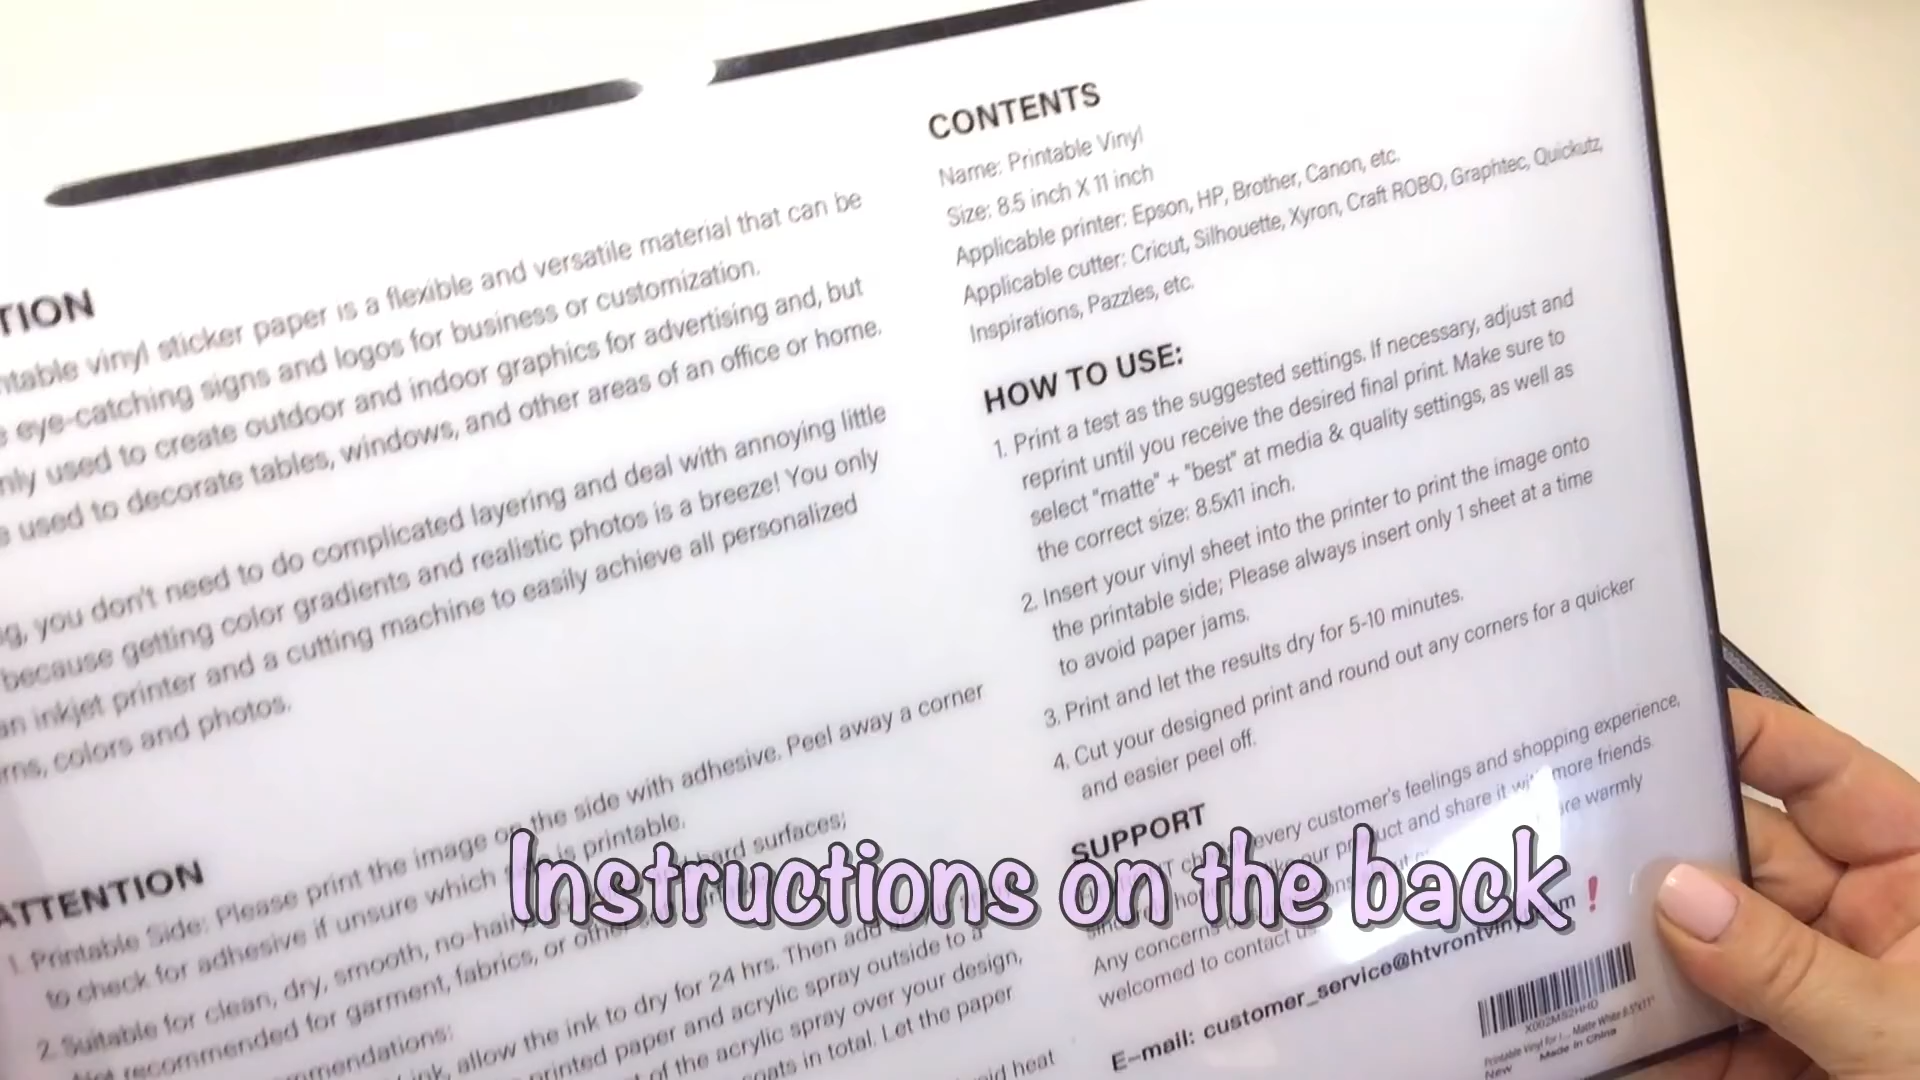 TION
ntable vinyl sticker paper is a flexible and versatile material that can be
e eye-catching signs and logos for business or customization.
nly used to create outdoor and indoor graphics for advertising and, but
e used to decorate tables, windows, and other areas of an office or home.
ng, you don't need to do complicated layering and deal with annoying little
because getting color gradients and realistic photos is a breeze! You only
an inkjet printer and a cutting machine to easily achieve all personalized
rns, colors and photos.
ATTENTION
1. Printable Side: Please print the image on the side with adhesive. Peel away a corner
to check for adhesive if unsure which is printable.
2. Suitable for clean, dry, smooth, no-hair hard surfaces;
Not recommended for garment, fabrics, or other
mmendations:
ink, allow the ink to dry for 24 hrs. Then add
printed paper and acrylic spray outside to a
of the acrylic spray over your design,
coats in total. Let the paper
heat
CONTENTS
Name: Printable Vinyl
Size: 8.5 inch X 11 inch
Applicable printer: Epson, HP, Brother, Canon, etc.
Applicable cutter: Cricut, Silhouette, Xyron, Craft ROBO, Graphtec, Quickutz,
Inspirations, Pazzles, etc.
HOW TO USE:
1. Print a test as the suggested settings. If necessary, adjust and
reprint until you receive the desired final print. Make sure to
select "matte" + "best" at media & quality settings, as well as
the correct size: 8.5x11 inch.
2. Insert your vinyl sheet into the printer to print the image onto
the printable side; Please always insert only 1 sheet at a time
to avoid paper jams.
3. Print and let the results dry for 5-10 minutes.
4. Cut your designed print and round out any corners for a quicker
and easier peel off.
SUPPORT
every customer's feelings and shopping experience,
our product and share it with more friends.
Any concerns are warmly
welcomed to contact us
E-mail: customer_service@htvrontvinyl.com
X002MS2HHD
Printable Vinyl for I... Matte White 8.5"X11"
New
Made in China
Instructions on the back